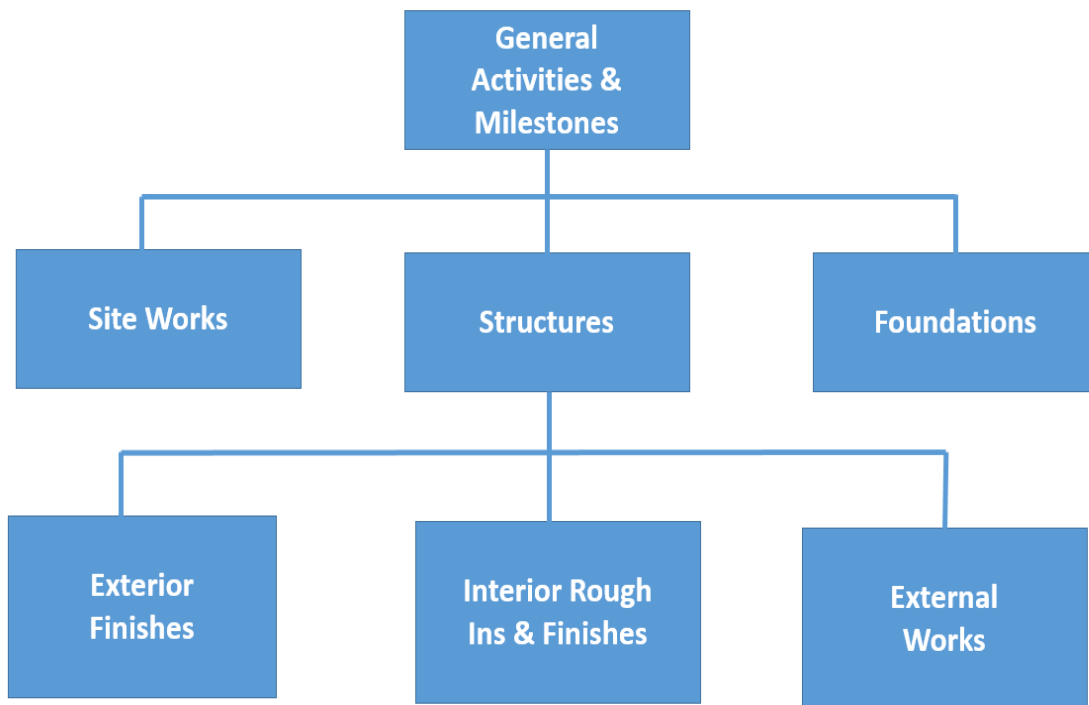 General
Activities &
Milestones
Site Works
Structures
Foundations
Exterior
Finishes
Interior Rough
Ins & Finishes
External
Works